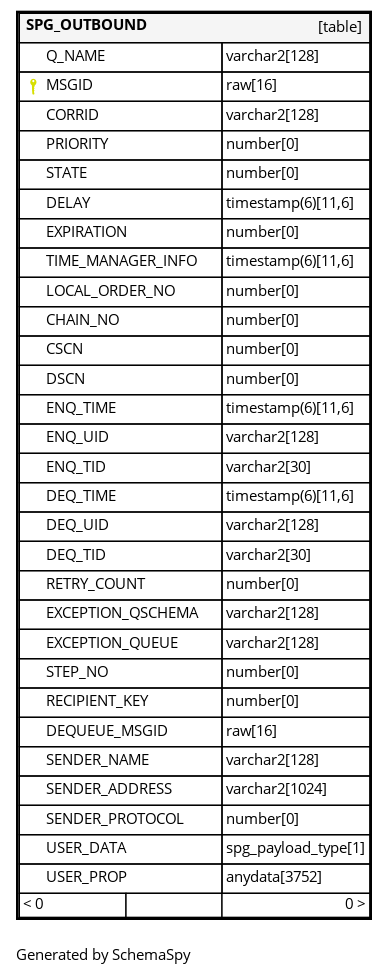 SPG_OUTBOUND [table]
Q_NAME varchar2[128]
MSGID raw[16]
CORRID varchar2[128]
PRIORITY number[0]
STATE number[0]
DELAY timestamp(6)[11,6]
EXPIRATION number[0]
TIME_MANAGER_INFO timestamp(6)[11,6]
LOCAL_ORDER_NO number[0]
CHAIN_NO number[0]
CSCN number[0]
DSCN number[0]
ENQ_TIME timestamp(6)[11,6]
ENQ_UID varchar2[128]
ENQ_TID varchar2[30]
DEQ_TIME timestamp(6)[11,6]
DEQ_UID varchar2[128]
DEQ_TID varchar2[30]
RETRY_COUNT number[0]
EXCEPTION_QSCHEMA varchar2[128]
EXCEPTION_QUEUE varchar2[128]
STEP_NO number[0]
RECIPIENT_KEY number[0]
DEQUEUE_MSGID raw[16]
SENDER_NAME varchar2[128]
SENDER_ADDRESS varchar2[1024]
SENDER_PROTOCOL number[0]
USER_DATA spg_payload_type[1]
USER_PROP anydata[3752]
< 0 0 >
Generated by SchemaSpy